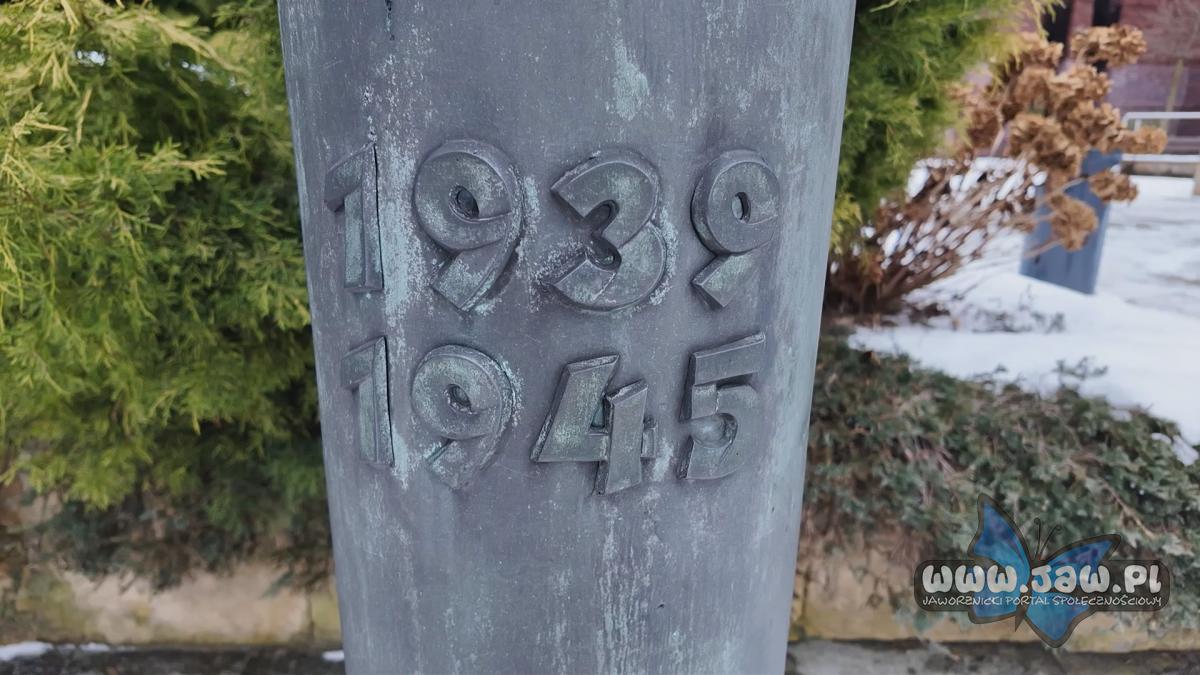 1939
1945
www.jaw.pl
JAWORZNICKI PORTAL SPOŁECZNOŚCIOWY